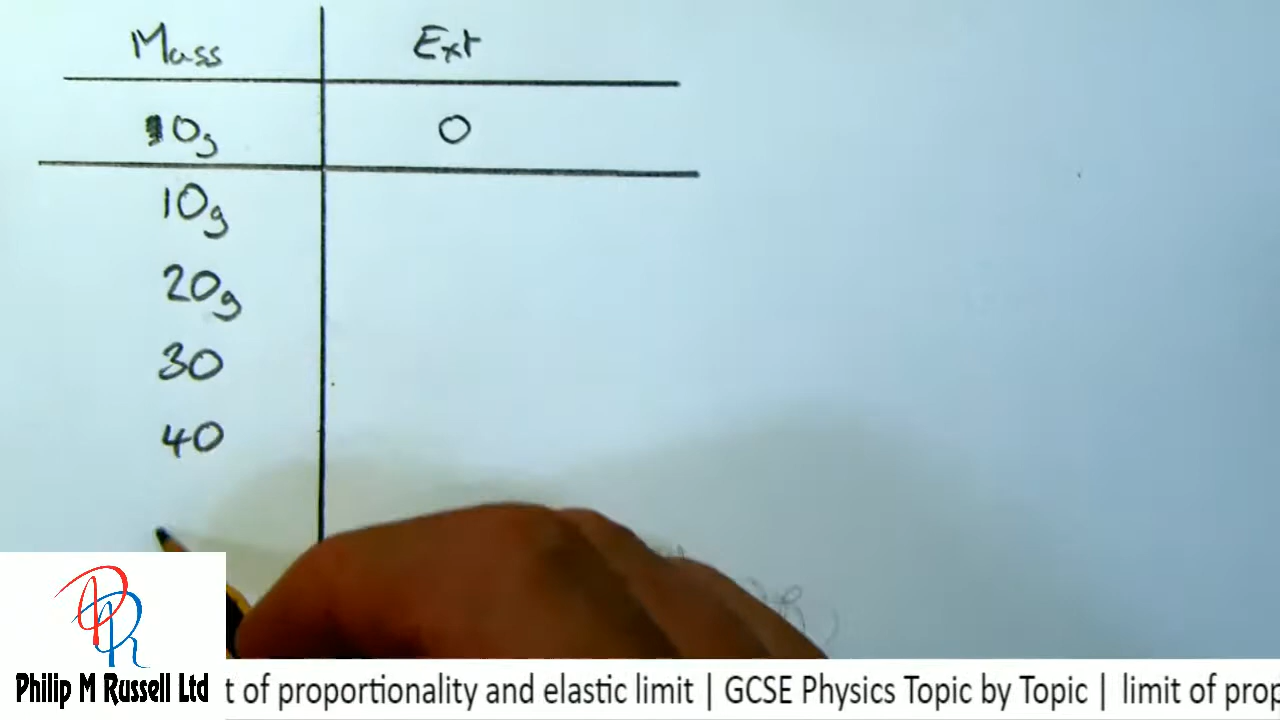 Mass Ext
0g 0
10g
20g
30
40
Philip M Russell Ltd
t of proportionality and elastic limit | GCSE Physics Topic by Topic | limit of prop